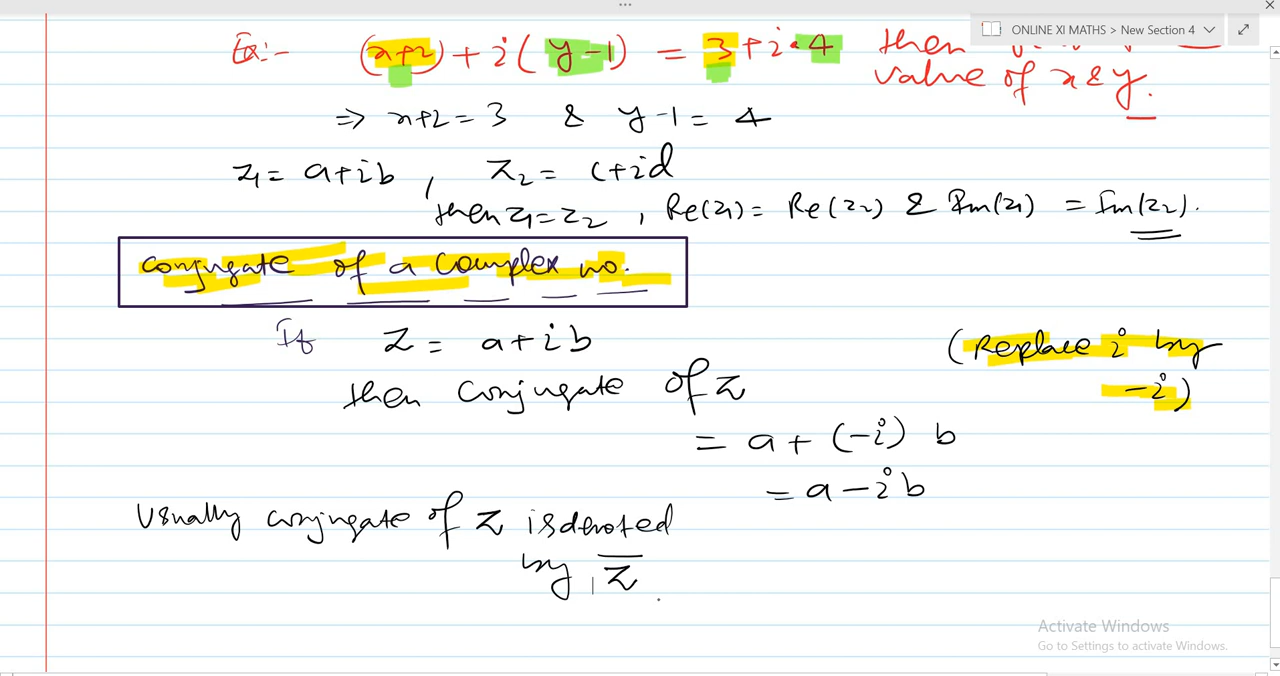 ONLINE XI MATHS > New Section 4
Ex:- (x+2) + i(y-1) = 3+i·4 then
value of x & y.
⇒ x+2=3 & y-1=4
z₁= a+ib, z₂= c+id
then z₁=z₂, Re(z₁)= Re(z₂) & Im(z₁) = Im(z₂).
Conjugate of a complex no.
If z = a+ib
(Replace i by
-i)
then conjugate of z
= a+(-i) b
= a-ib
Usually conjugate of z is denoted
by, z̅
Activate Windows
Go to Settings to activate Windows.